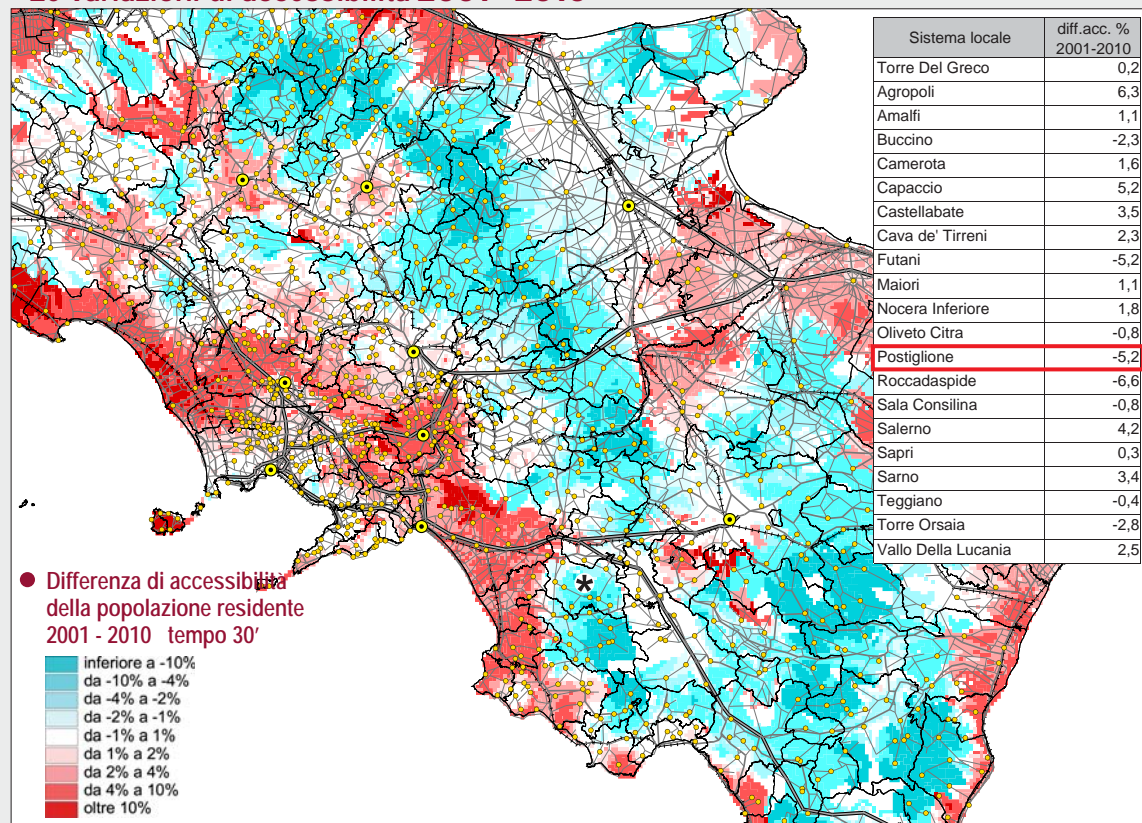 Sistema locale diff.acc. % 2001-2010
Torre Del Greco 0,2
Agropoli 6,3
Amalfi 1,1
Buccino -2,3
Camerota 1,6
Capaccio 5,2
Castellabate 3,5
Cava de' Tirreni 2,3
Futani -5,2
Maiori 1,1
Nocera Inferiore 1,8
Oliveto Citra -0,8
Postiglione -5,2
Roccadaspide -6,6
Sala Consilina -0,8
Salerno 4,2
Sapri 0,3
Sarno 3,4
Teggiano -0,4
Torre Orsaia -2,8
Vallo Della Lucania 2,5
*
Differenza di accessibilità
della popolazione residente
2001 - 2010 tempo 30'
inferiore a -10%
da -10% a -4%
da -4% a -2%
da -2% a -1%
da -1% a 1%
da 1% a 2%
da 2% a 4%
da 4% a 10%
oltre 10%